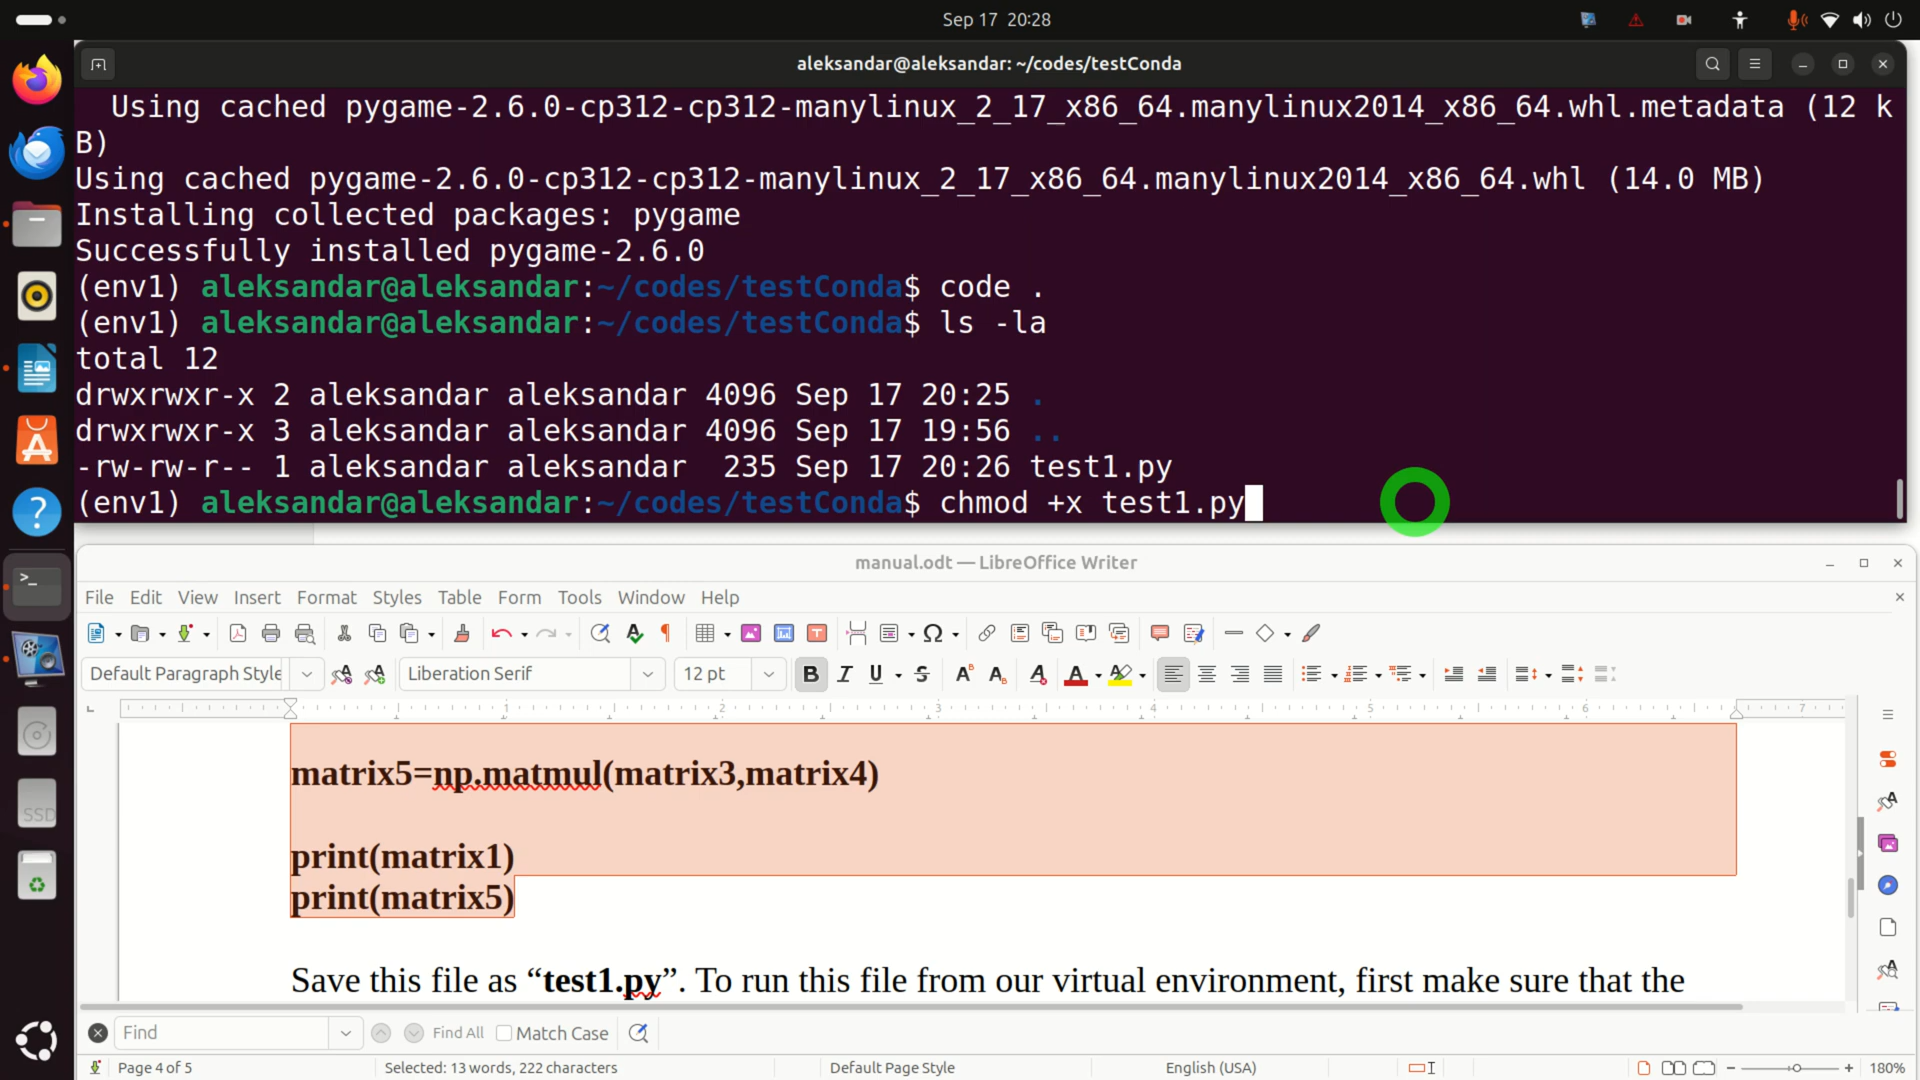 Sep 17 20:28
aleksandar@aleksandar: ~/codes/testConda
Using cached pygame-2.6.0-cp312-cp312-manylinux_2_17_x86_64.manylinux2014_x86_64.whl.metadata (12 k
B)
Using cached pygame-2.6.0-cp312-cp312-manylinux_2_17_x86_64.manylinux2014_x86_64.whl (14.0 MB)
Installing collected packages: pygame
Successfully installed pygame-2.6.0
(env1) aleksandar@aleksandar:~/codes/testConda$ code .
(env1) aleksandar@aleksandar:~/codes/testConda$ ls -la
total 12
drwxrwxr-x 2 aleksandar aleksandar 4096 Sep 17 20:25 .
drwxrwxr-x 3 aleksandar aleksandar 4096 Sep 17 19:56 ..
-rw-rw-r-- 1 aleksandar aleksandar  235 Sep 17 20:26 test1.py
(env1) aleksandar@aleksandar:~/codes/testConda$ chmod +x test1.py
manual.odt — LibreOffice Writer
File Edit View Insert Format Styles Table Form Tools Window Help
Default Paragraph Style Liberation Serif 12 pt
1 2 3 4 5 6 7
matrix5=np.matmul(matrix3,matrix4)
print(matrix1)
print(matrix5)
Save this file as “test1.py”. To run this file from our virtual environment, first make sure that the
Find Find All Match Case
Page 4 of 5 Selected: 13 words, 222 characters Default Page Style English (USA) 180%
SSD